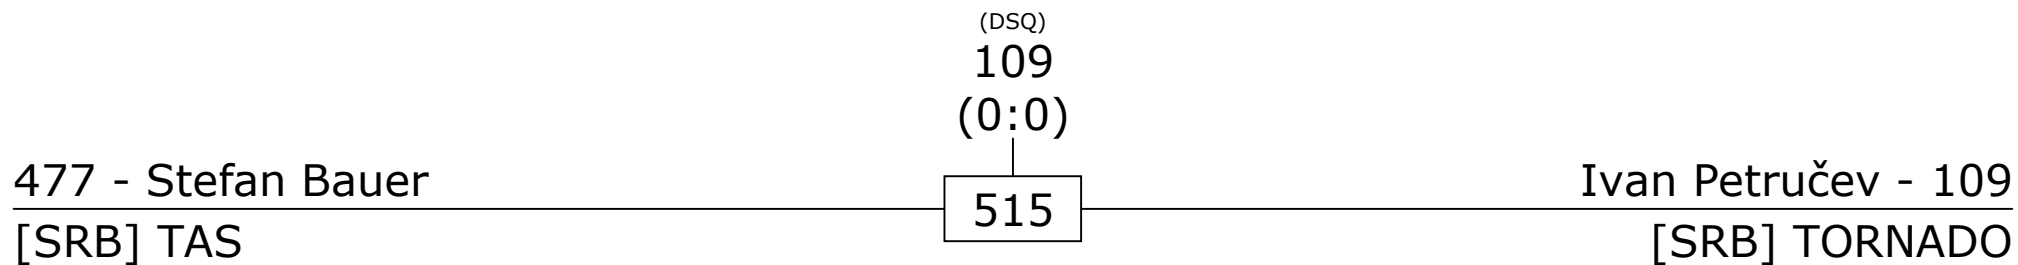 (DSQ)
109
(0:0)
477 - Stefan Bauer
515
Ivan Petručev - 109
[SRB] TAS
[SRB] TORNADO